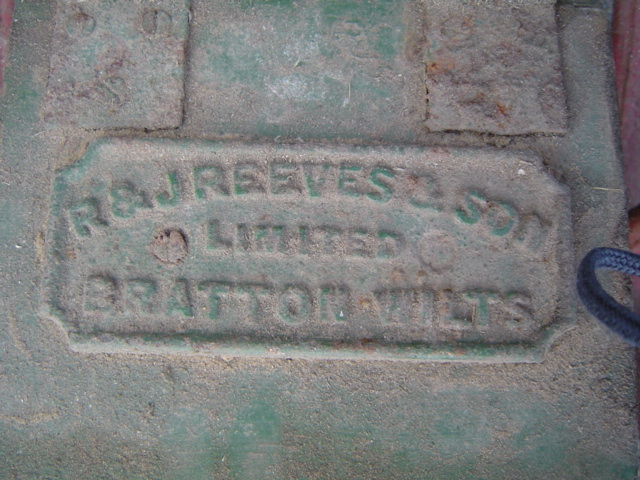 R & J REEVES & SON
LIMITED
BRATTON WILTS